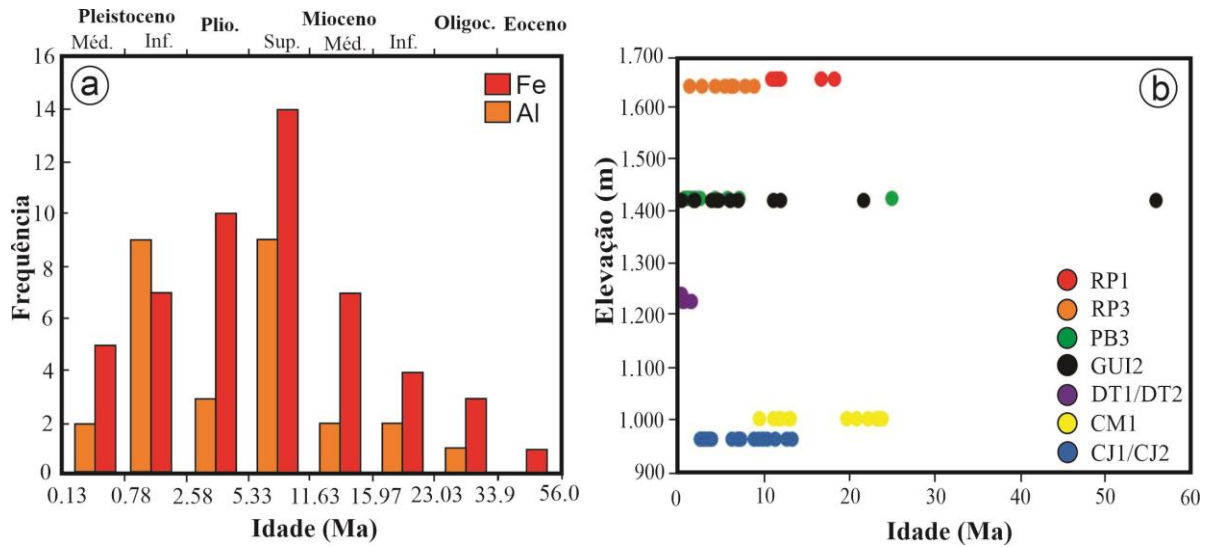 Pleistoceno Plio. Mioceno Oligoc. Eoceno
Méd. Inf. Sup. Méd. Inf.
a
Fe
Al
Frequência
16
14
12
10
8
6
4
2
0
0.13 0.78 2.58 5.33 11.63 15.97 23.03 33.9 56.0
Idade (Ma)
b
Elevação (m)
1.700
1.600
1.500
1.400
1.300
1.200
1.100
1.000
900
RP1
RP3
PB3
GUI2
DT1/DT2
CM1
CJ1/CJ2
0 10 20 30 40 50 60
Idade (Ma)